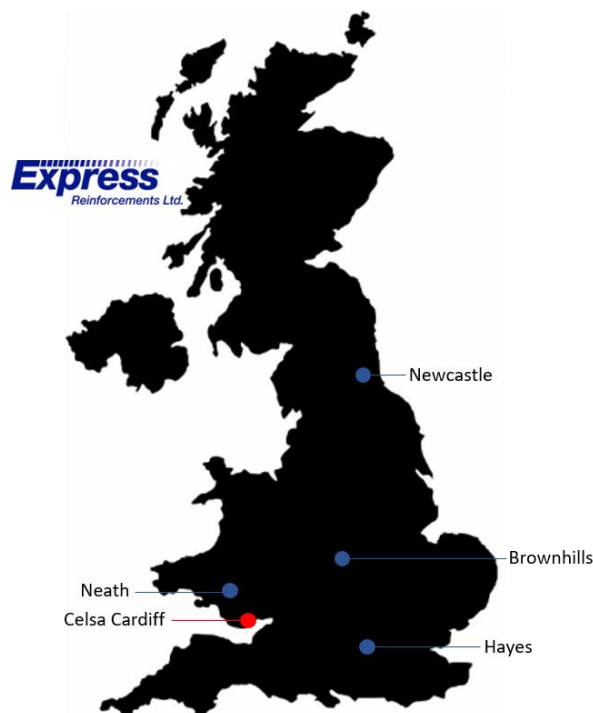 Express
Reinforcements Ltd.
Newcastle
Brownhills
Neath
Celsa Cardiff
Hayes